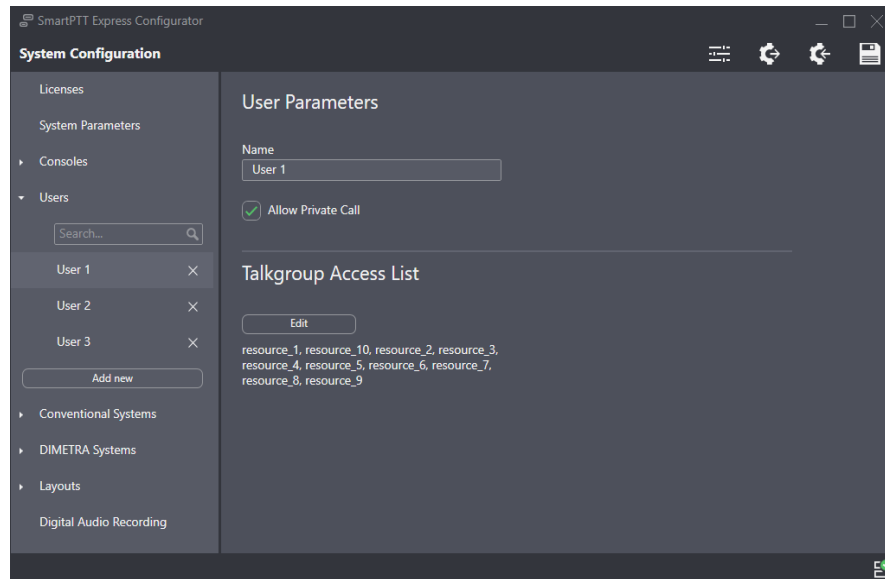 SmartPTT Express Configurator
System Configuration
Licenses
System Parameters
Consoles
Users
Search...
User 1
User 2
User 3
Add new
Conventional Systems
DIMETRA Systems
Layouts
Digital Audio Recording
User Parameters
Name
User 1
Allow Private Call
Talkgroup Access List
Edit
resource_1, resource_10, resource_2, resource_3,
resource_4, resource_5, resource_6, resource_7,
resource_8, resource_9